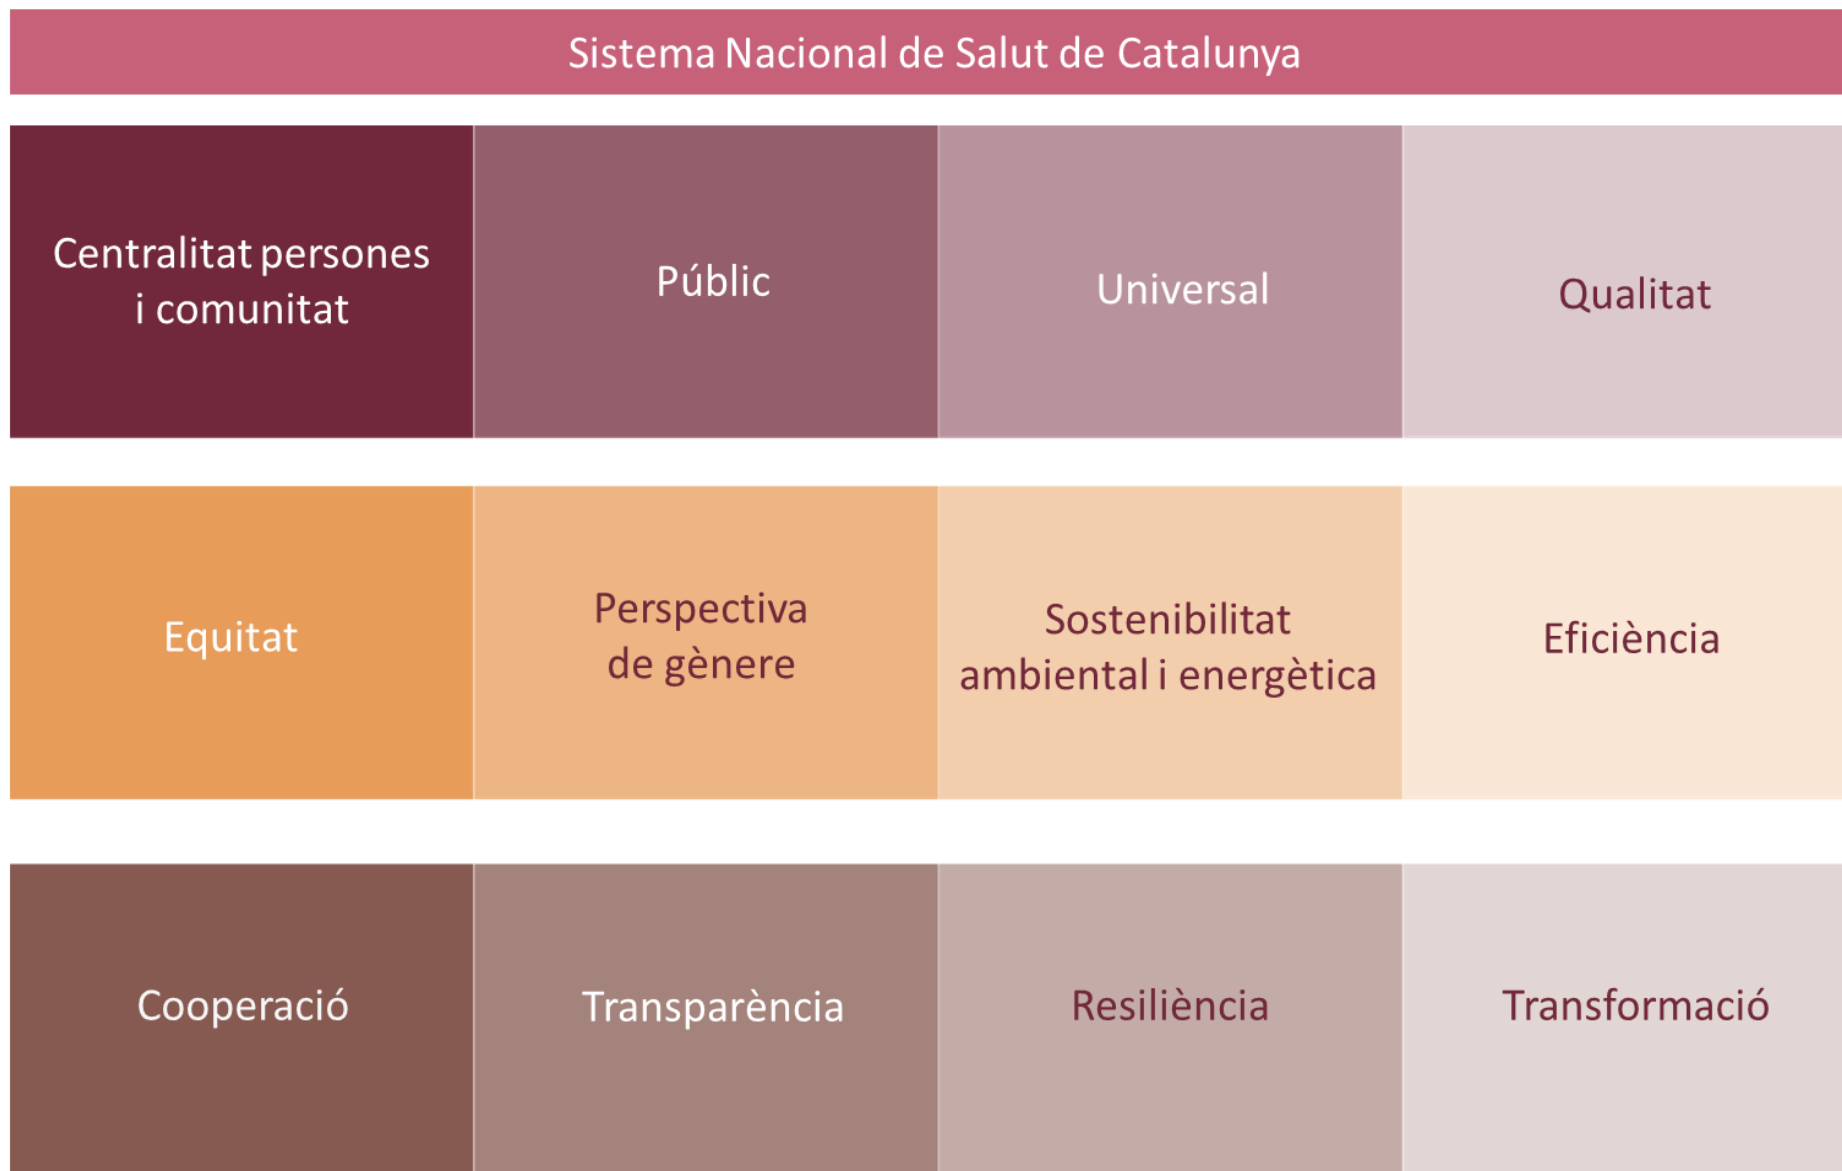 Sistema Nacional de Salut de Catalunya
Centralitat persones
i comunitat
Públic
Universal
Qualitat
Equitat
Perspectiva
de gènere
Sostenibilitat
ambiental i energètica
Eficiència
Cooperació
Transparència
Resiliència
Transformació